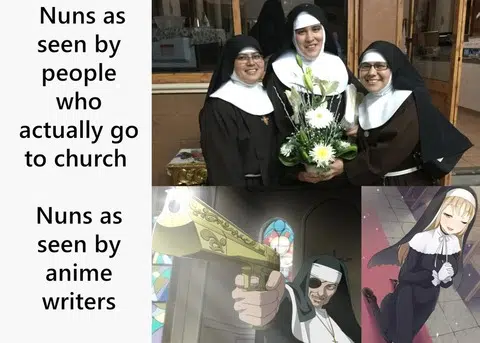 Nuns as
seen by
people
who
actually go
to church
Nuns as
seen by
anime
writers